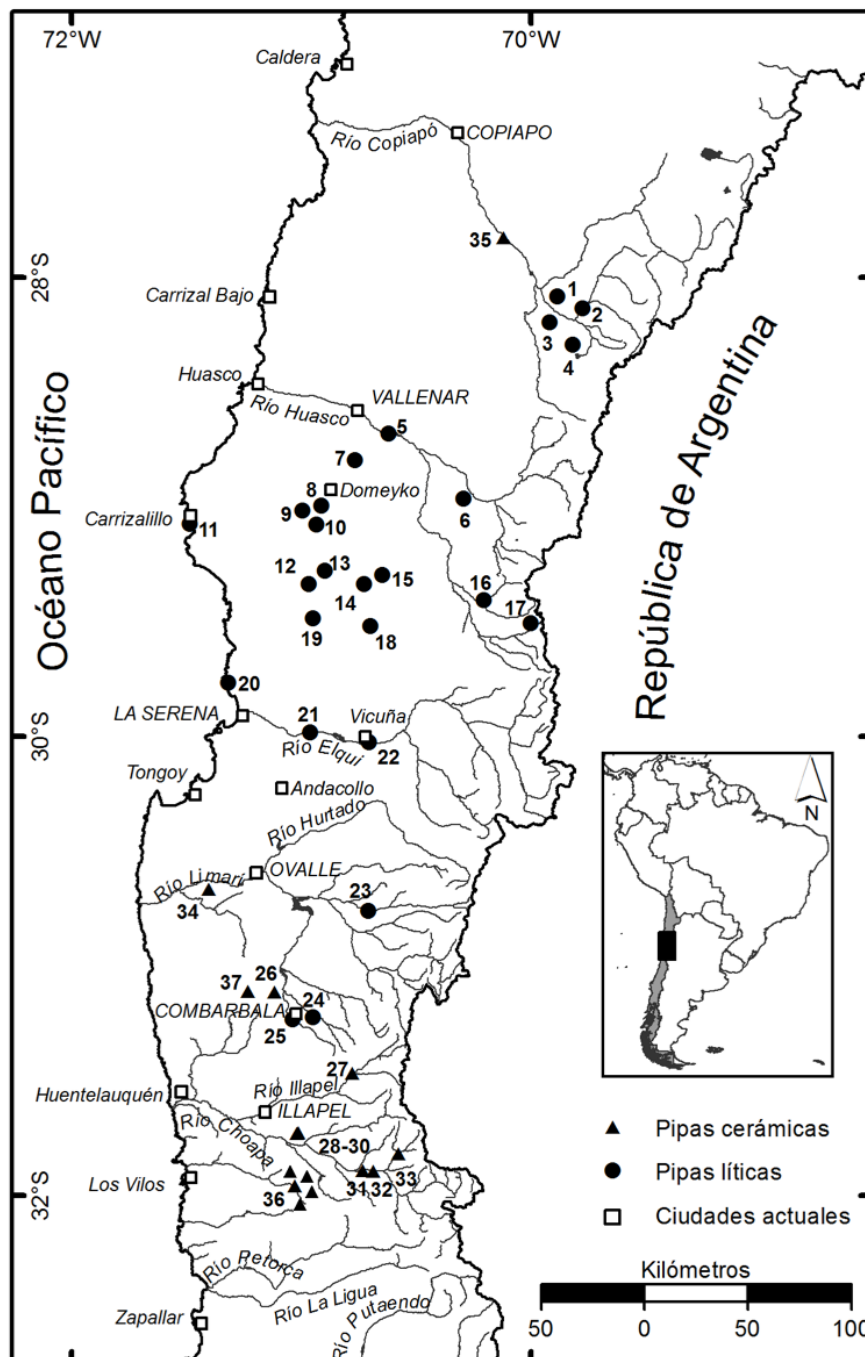 72°W
70°W
Caldera
Río Copiapó
COPIAPO
35
28°S
1
2
Carrizal Bajo
3
4
Huasco
VALLENAR
Río Huasco
5
7
8
Domeyko
6
9
10
Carrizalillo
11
12
13
15
14
16
17
19
18
Océano Pacífico
República de Argentina
20
LA SERENA
21
Vicuña
30°S
Río Elqui
22
Tongoy
Andacollo
Río Hurtado
N
OVALLE
Río Limarí
34
23
37
26
24
COMBARBALA
25
27
Huentelauquén
Río Illapel
ILLAPEL
Río Choapa
28-30
33
31
32
Los Vilos
36
32°S
Río Petorca
Río La Ligua
Zapallar
Río Putaendo
Pipas cerámicas
Pipas líticas
Ciudades actuales
Kilómetros
50 0 50 100